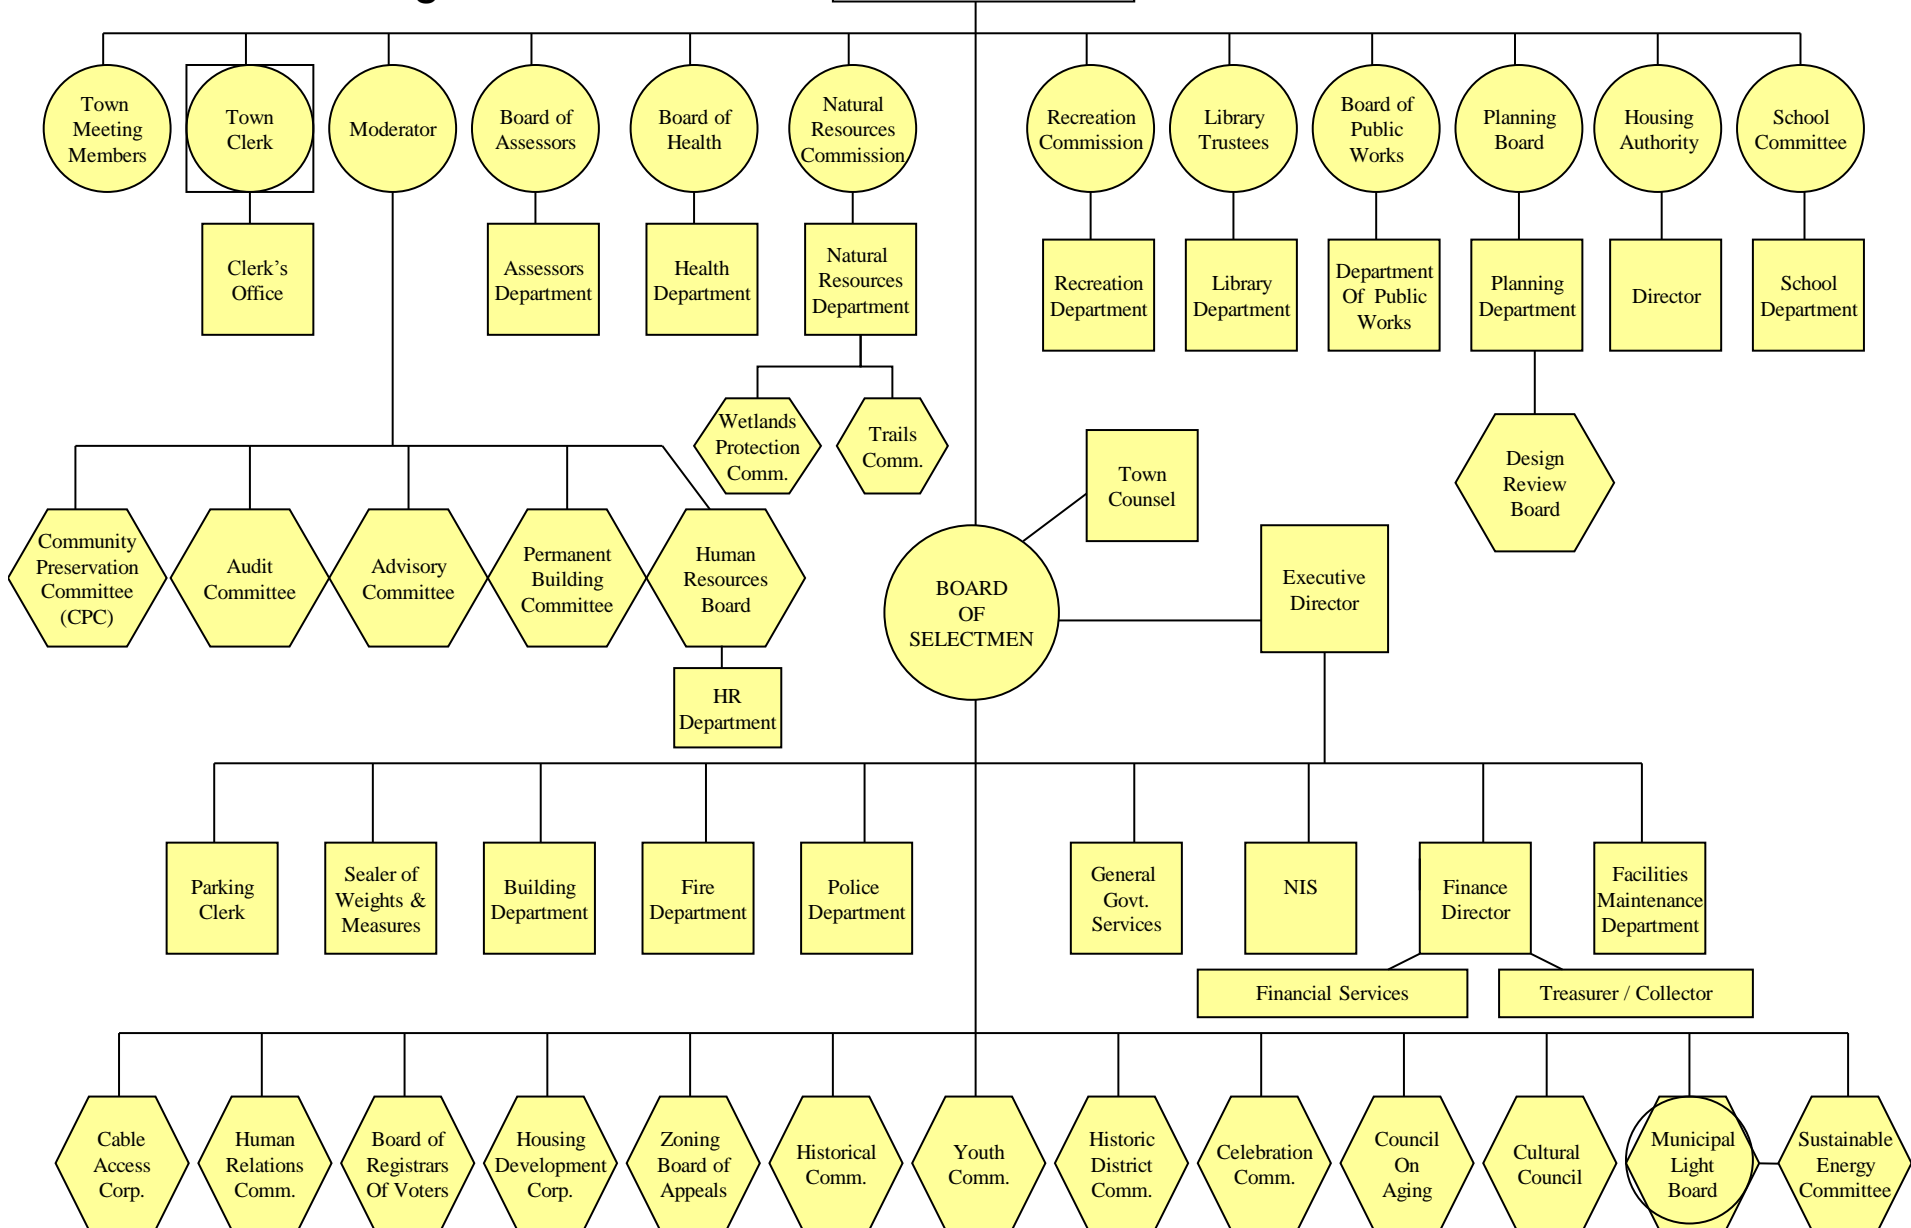 Town
Meeting
Members
Town
Clerk
Moderator
Board of
Assessors
Board of
Health
Natural
Resources
Commission
Recreation
Commission
Library
Trustees
Board of
Public
Works
Planning
Board
Housing
Authority
School
Committee
Clerk's
Office
Assessors
Department
Health
Department
Natural
Resources
Department
Recreation
Department
Library
Department
Department
Of Public
Works
Planning
Department
Director
School
Department
Wetlands
Protection
Comm.
Trails
Comm.
Design
Review
Board
Town
Counsel
Community
Preservation
Committee
(CPC)
Audit
Committee
Advisory
Committee
Permanent
Building
Committee
Human
Resources
Board
BOARD
OF
SELECTMEN
Executive
Director
HR
Department
Parking
Clerk
Sealer of
Weights &
Measures
Building
Department
Fire
Department
Police
Department
General
Govt.
Services
NIS
Finance
Director
Facilities
Maintenance
Department
Financial Services
Treasurer / Collector
Cable
Access
Corp.
Human
Relations
Comm.
Board of
Registrars
Of Voters
Housing
Development
Corp.
Zoning
Board of
Appeals
Historical
Comm.
Youth
Comm.
Historic
District
Comm.
Celebration
Comm.
Council
On
Aging
Cultural
Council
Municipal
Light
Board
Sustainable
Energy
Committee